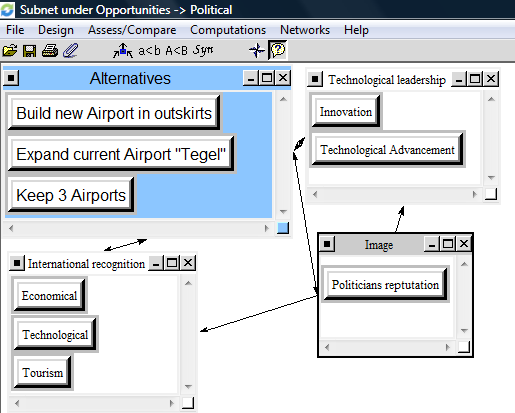 Subnet under Opportunities -> Political
File Design Assess/Compare Computations Networks Help
a<b A<B Syn ?
Alternatives
Build new Airport in outskirts
Expand current Airport "Tegel"
Keep 3 Airports
Technological leadership
Innovation
Technological Advancement
International recognition
Economical
Technological
Tourism
Image
Politicians reptutation